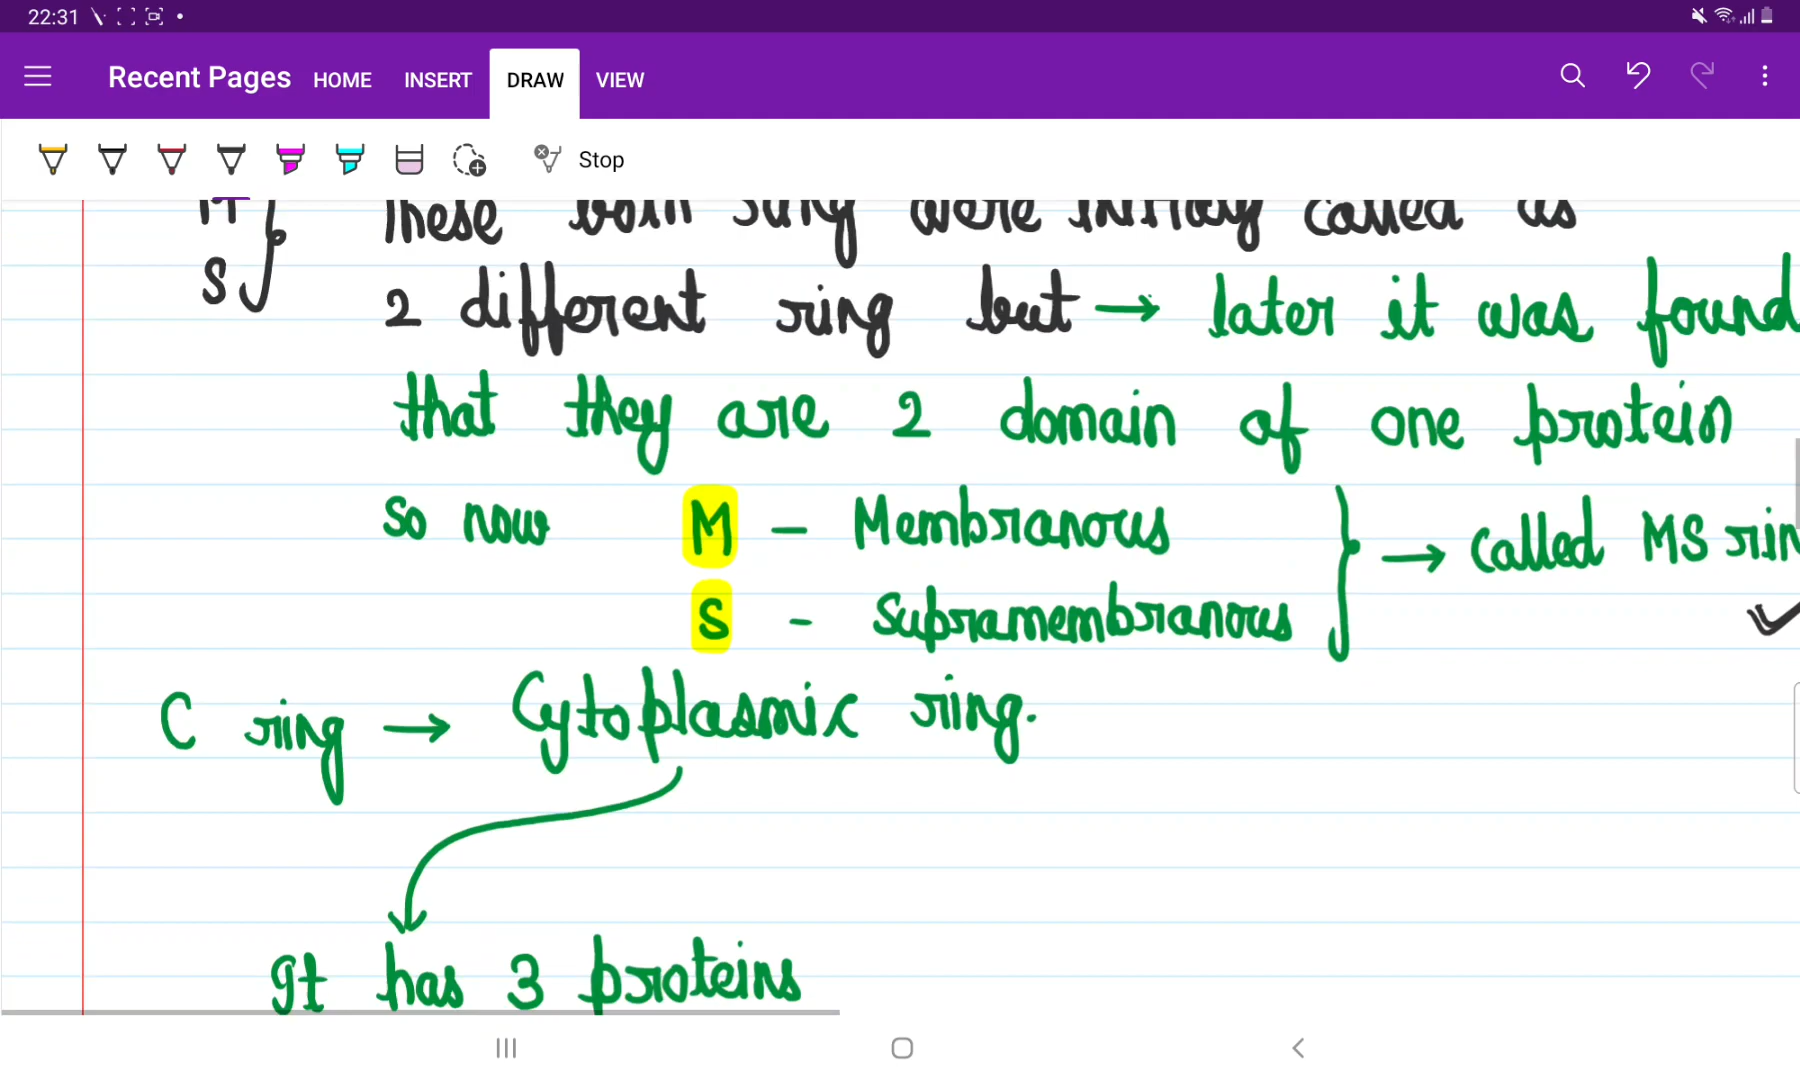 22:31
Recent Pages HOME INSERT DRAW VIEW
Stop
M These both ring were initially called as
S
2 different ring but → later it was found
that they are 2 domain of one protein
so now M - Membranous
→ called MS rin
S - Supramembranous
C ring → Cytoplasmic ring.
It has 3 proteins